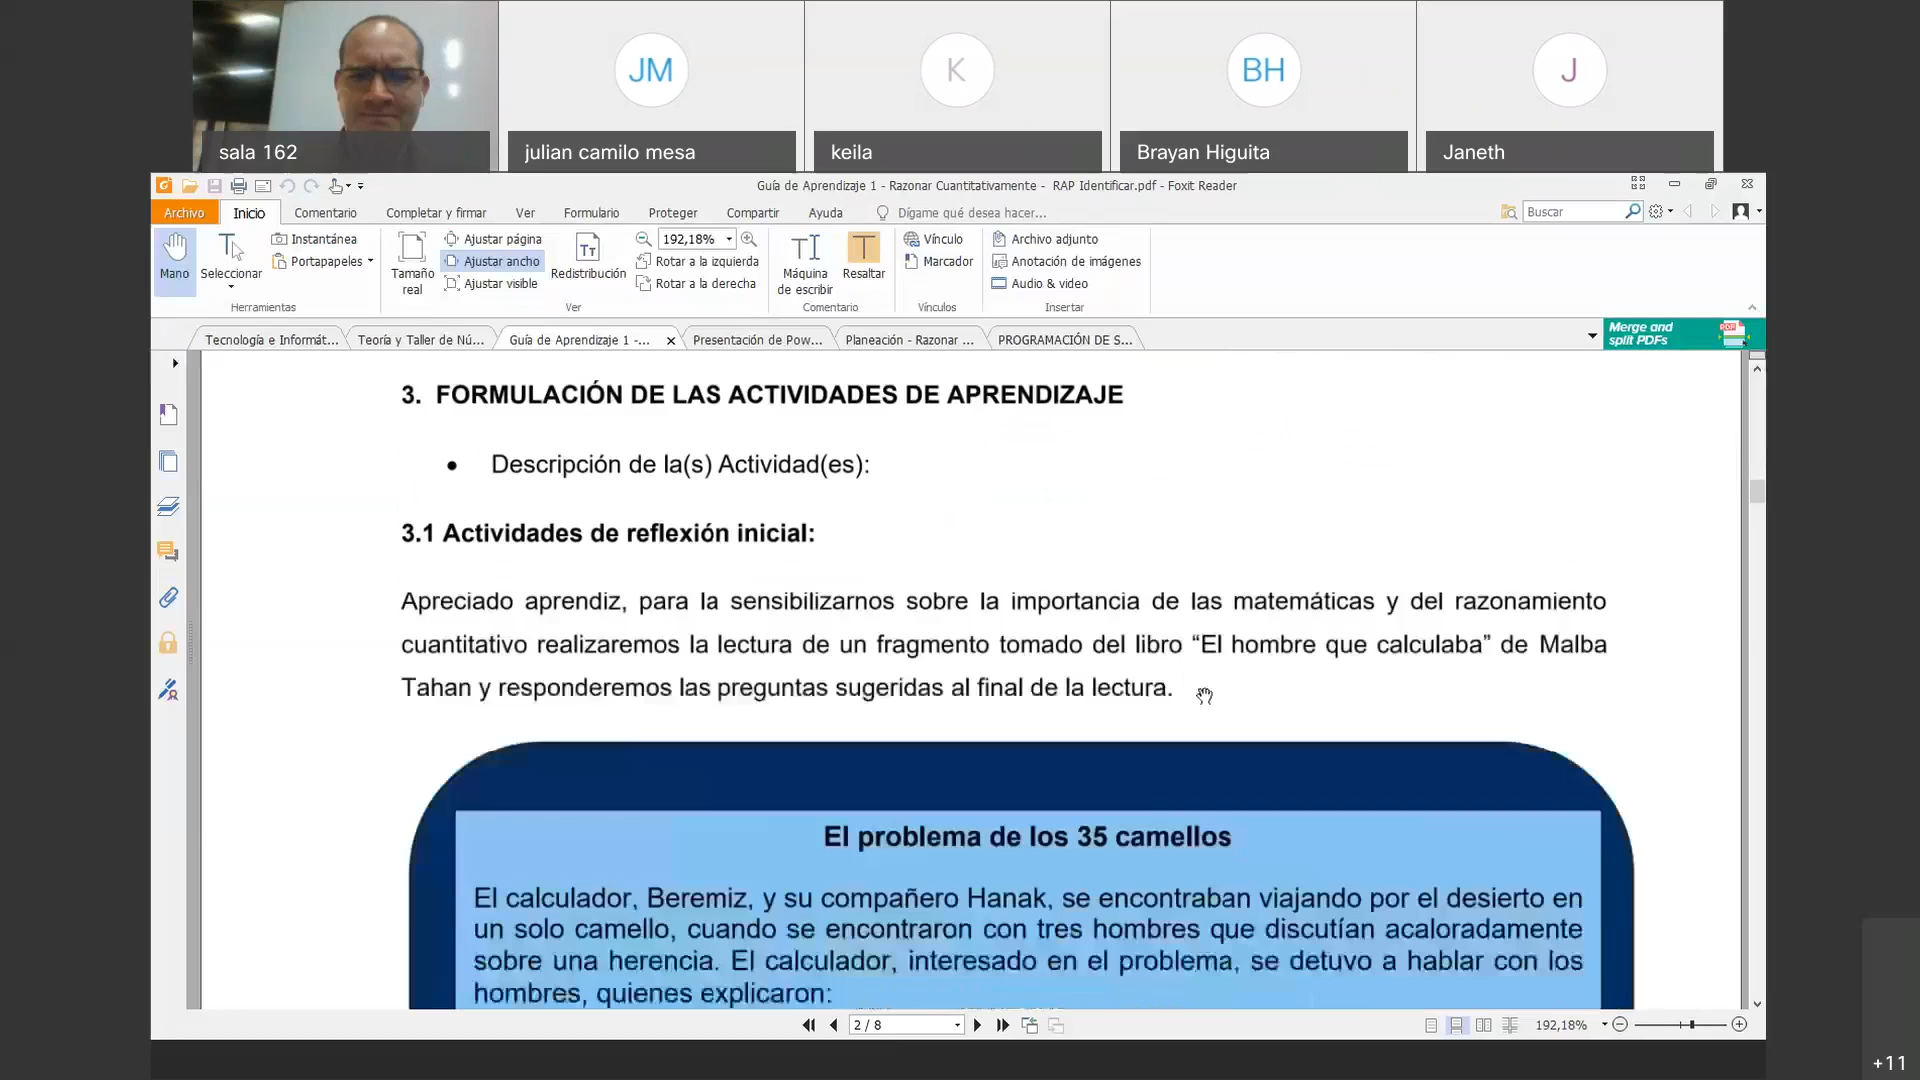 JM
K
BH
J
sala 162
julian camilo mesa
keila
Brayan Higuita
Janeth
Guía de Aprendizaje 1 - Razonar Cuantitativamente - RAP Identificar.pdf - Foxit Reader
Archivo
Inicio
Comentario
Completar y firmar
Ver
Formulario
Proteger
Compartir
Ayuda
Dígame qué desea hacer...
Buscar
Mano
Seleccionar
Instantánea
Portapapeles
Herramientas
Tamaño real
Ajustar página
Ajustar ancho
Ajustar visible
Redistribución
192,18%
Rotar a la izquierda
Rotar a la derecha
Ver
Máquina de escribir
Resaltar
Comentario
Vínculo
Marcador
Vínculos
Archivo adjunto
Anotación de imágenes
Audio & video
Insertar
Tecnología e Informát...
Teoría y Taller de Nú...
Guía de Aprendizaje 1 -...
Presentación de Pow...
Planeación - Razonar ...
PROGRAMACIÓN DE S...
Merge and
split PDFs
3. FORMULACIÓN DE LAS ACTIVIDADES DE APRENDIZAJE
• Descripción de la(s) Actividad(es):
3.1 Actividades de reflexión inicial:
Apreciado aprendiz, para la sensibilizarnos sobre la importancia de las matemáticas y del razonamiento
cuantitativo realizaremos la lectura de un fragmento tomado del libro “El hombre que calculaba” de Malba
Tahan y responderemos las preguntas sugeridas al final de la lectura.
El problema de los 35 camellos
El calculador, Beremiz, y su compañero Hanak, se encontraban viajando por el desierto en
un solo camello, cuando se encontraron con tres hombres que discutían acaloradamente
sobre una herencia. El calculador, interesado en el problema, se detuvo a hablar con los
hombres, quienes explicaron:
2 / 8
192,18%
+11